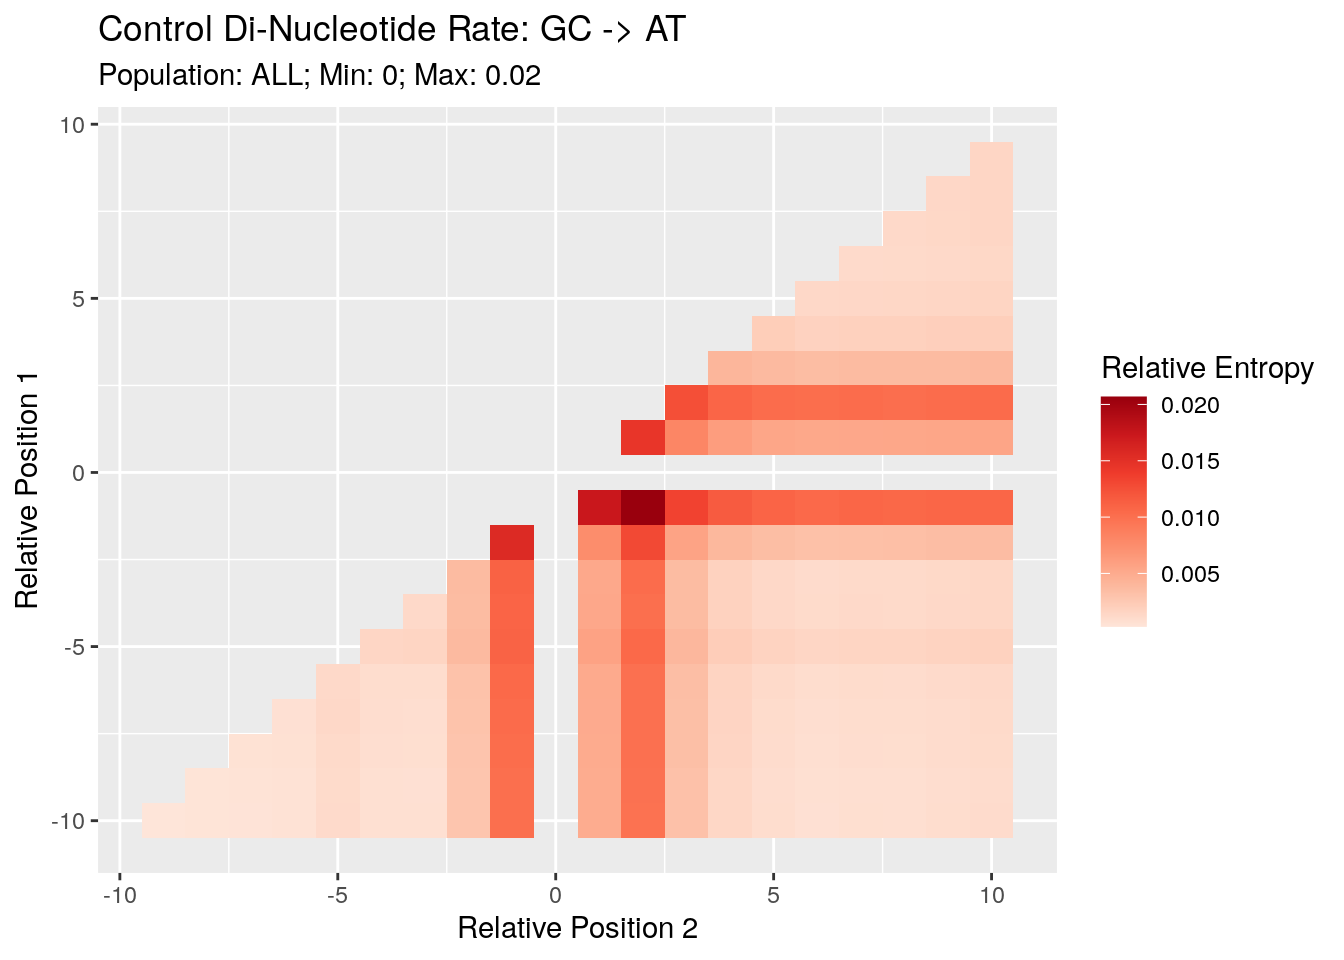 Control Di-Nucleotide Rate: GC -> AT
Population: ALL; Min: 0; Max: 0.02
10
5
0
-5
-10
Relative Position 1
-10
-5
0
5
10
Relative Position 2
Relative Entropy
0.020
0.015
0.010
0.005